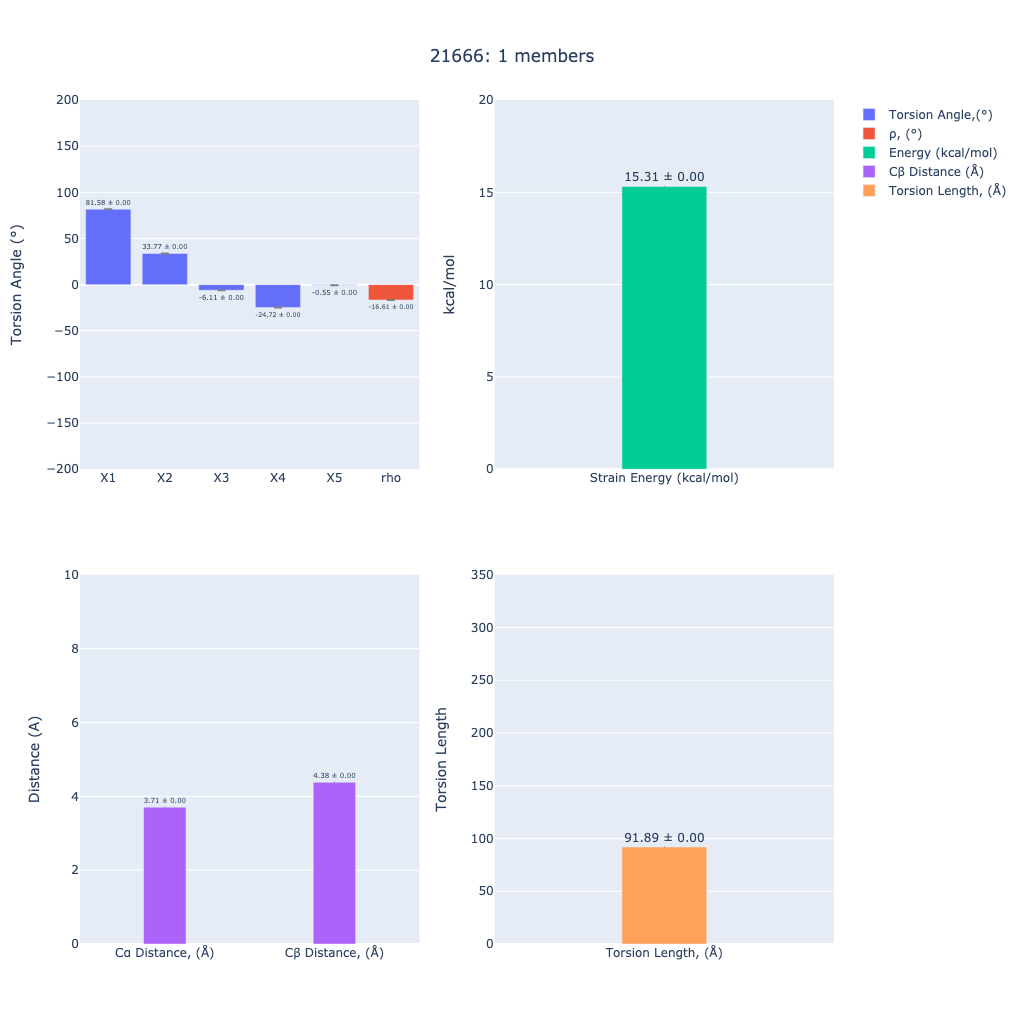 21666: 1 members
200
150
100
50
0
−50
−100
−150
−200
Torsion Angle (°)
81.58 ± 0.00
33.77 ± 0.00
-6.11 ± 0.00
-24.72 ± 0.00
-0.55 ± 0.00
-16.61 ± 0.00
X1 X2 X3 X4 X5 rho
20
15
10
5
0
kcal/mol
15.31 ± 0.00
Strain Energy (kcal/mol)
Torsion Angle,(°)
ρ, (°)
Energy (kcal/mol)
Cβ Distance (Å)
Torsion Length, (Å)
10
8
6
4
2
0
Distance (A)
3.71 ± 0.00
4.38 ± 0.00
Cα Distance, (Å) Cβ Distance, (Å)
350
300
250
200
150
100
50
0
Torsion Length
91.89 ± 0.00
Torsion Length, (Å)